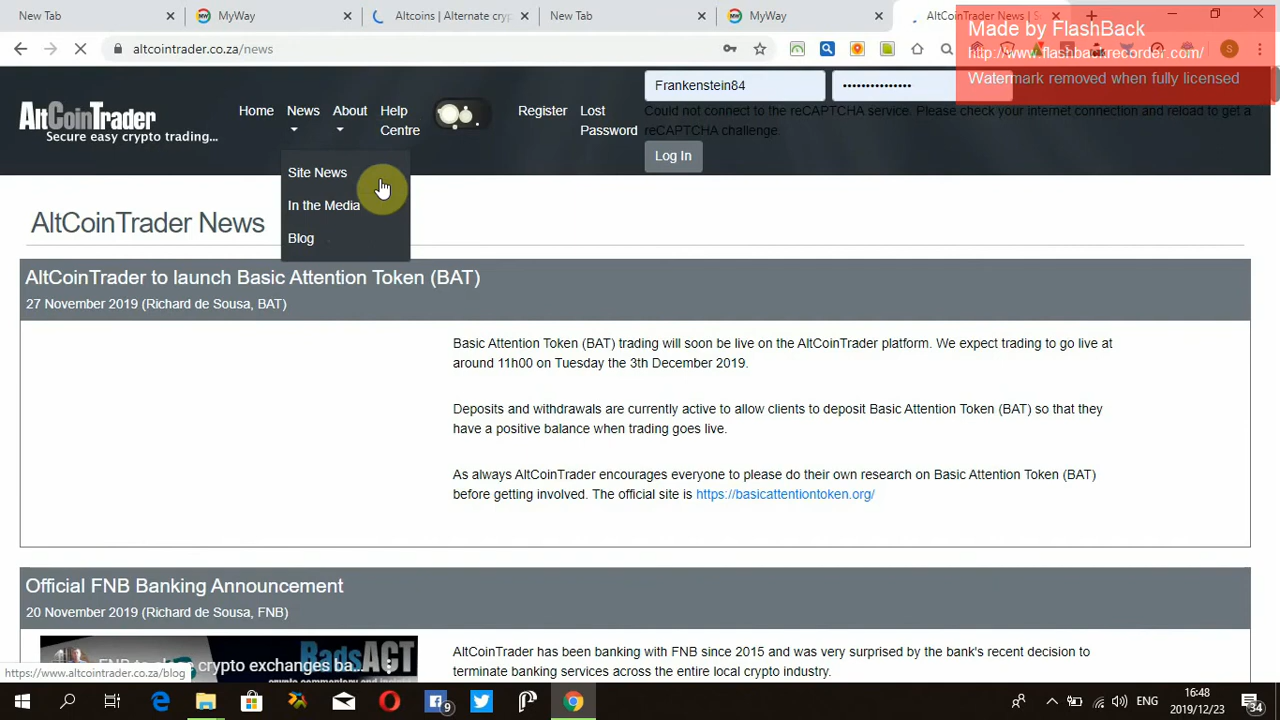 New Tab
MyWay
Altcoins | Alternate cry
New Tab
MyWay
AltCoinTrader News | S
Made by FlashBack
http://www.flashbackrecorder.com/
Watermark removed when fully licensed
altcointrader.co.za/news
AltCoinTrader
Secure easy crypto trading...
Home
News
About
Help Centre
Register
Lost Password
Frankenstein84
•••••••••••••••
Could not connect to the reCAPTCHA service. Please check your internet connection and reload to get a
reCAPTCHA challenge.
Log In
Site News
In the Media
Blog
AltCoinTrader News
AltCoinTrader to launch Basic Attention Token (BAT)
27 November 2019 (Richard de Sousa, BAT)
Basic Attention Token (BAT) trading will soon be live on the AltCoinTrader platform. We expect trading to go live at
around 11h00 on Tuesday the 3th December 2019.
Deposits and withdrawals are currently active to allow clients to deposit Basic Attention Token (BAT) so that they
have a positive balance when trading goes live.
As always AltCoinTrader encourages everyone to please do their own research on Basic Attention Token (BAT)
before getting involved. The official site is https://basicattentiontoken.org/
Official FNB Banking Announcement
20 November 2019 (Richard de Sousa, FNB)
RadsACT
FNB to close crypto exchanges ba...
AltCoinTrader has been banking with FNB since 2015 and was very surprised by the bank's recent decision to
terminate banking services across the entire local crypto industry.
https://www.altcointrader.co.za/blog
9
ENG
16:48
2019/12/23
34